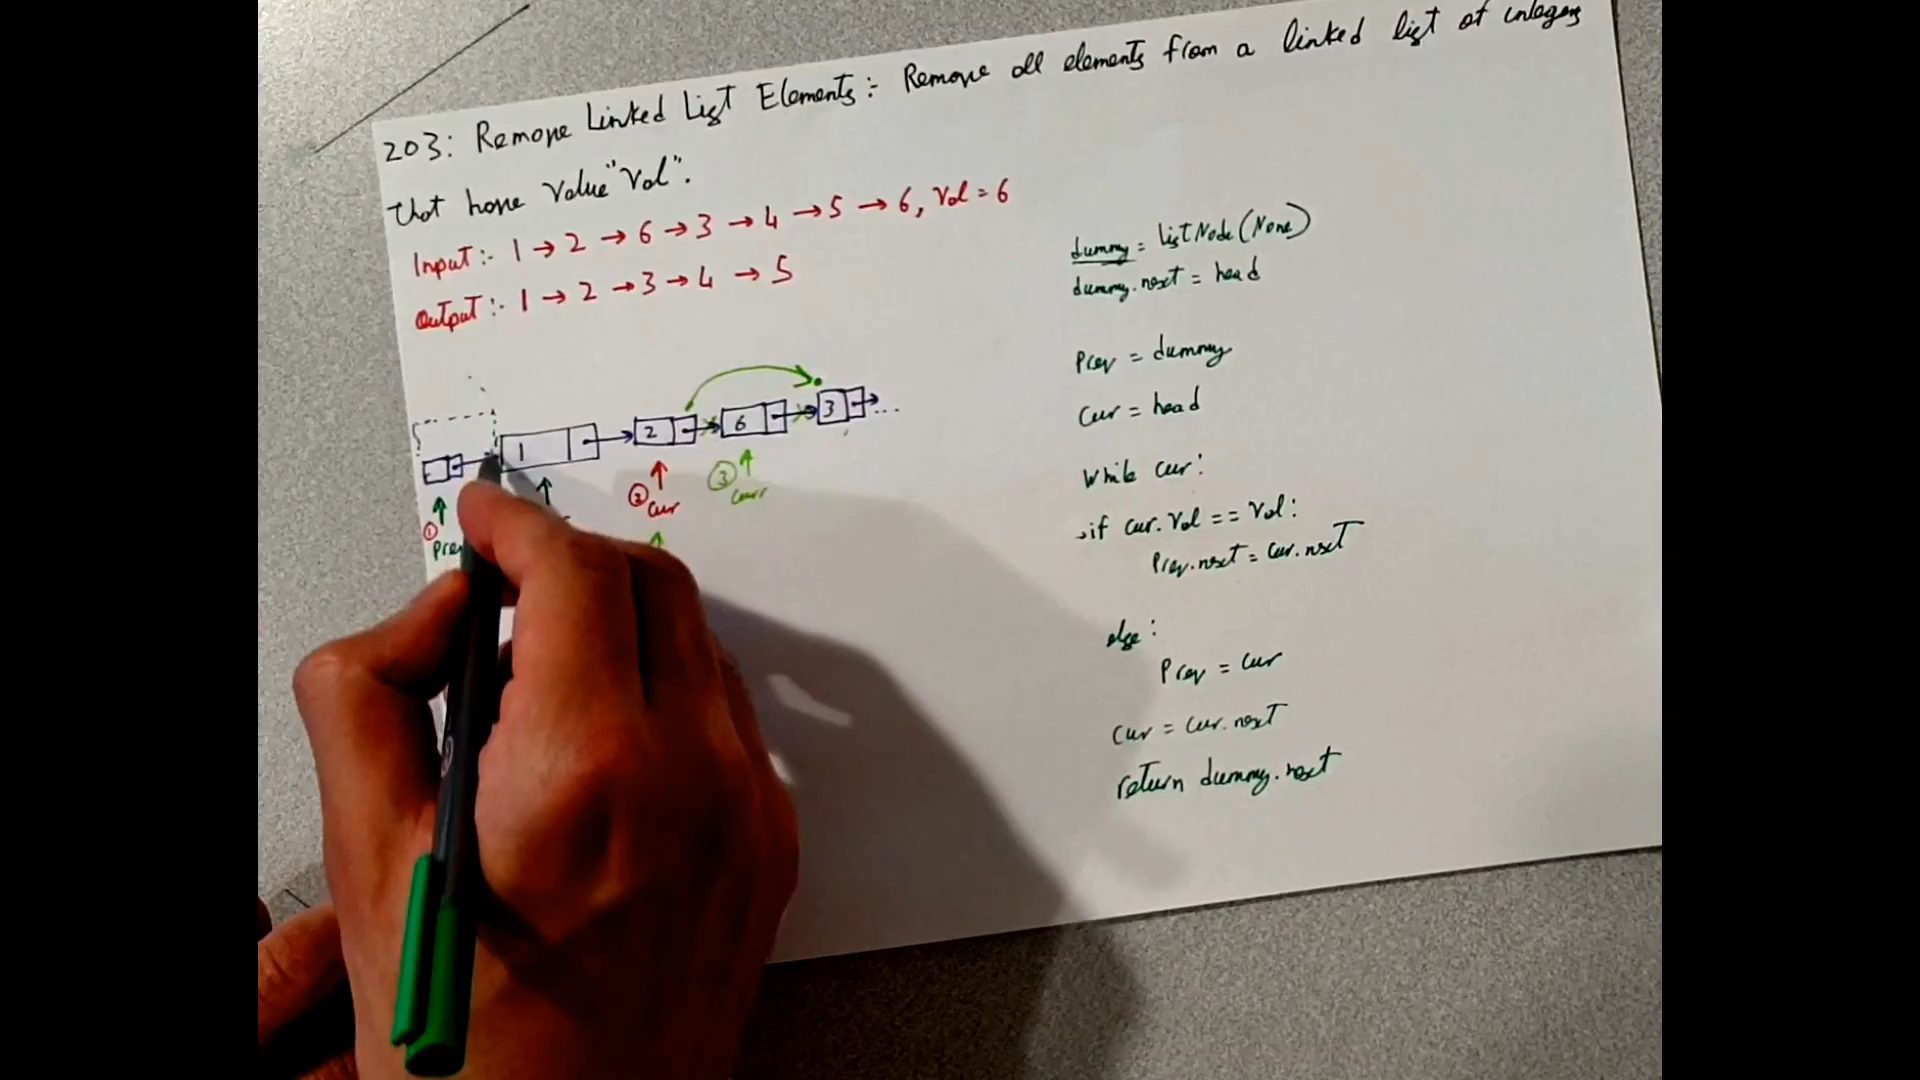 203: Remove Linked List Elements:- Remove all elements from a linked list of integers
that have value "val".
Input:- 1 → 2 → 6 → 3 → 4 → 5 → 6, val = 6
Output:- 1 → 2 → 3 → 4 → 5
1 2 6 3 ...
① prev
② cur
③ curr
dummy = listNode(None)
dummy.next = head
Prev = dummy
Cur = head
While cur:
if cur.val == val:
Prev.next = cur.next
else:
Prev = cur
cur = cur.next
return dummy.next